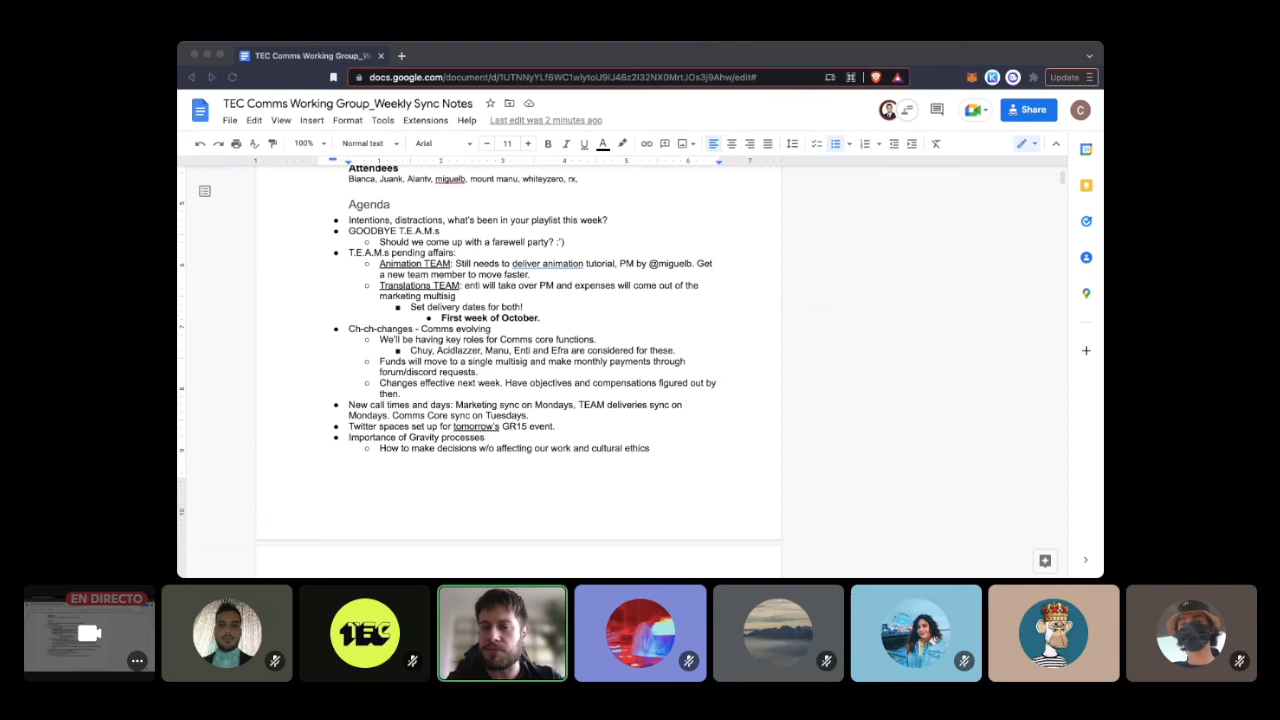 TEC Comms Working Group_W
docs.google.com/document/d/1UTNNyYLf6WC1wlytoU9iJ46z2I32NX0MrtJOs3j9Ahw/edit#
Update
TEC Comms Working Group_Weekly Sync Notes
Share
C
File Edit View Insert Format Tools Extensions Help Last edit was 2 minutes ago
100% Normal text Arial 11
1 1 2 3 4 5 6 7
Attendees
Bianca, Juank, Alantv, miguelb, mount manu, whiteyzero, rx,
Agenda
● Intentions, distractions, what's been in your playlist this week?
● GOODBYE T.E.A.M.s
○ Should we come up with a farewell party? :')
● T.E.A.M.s pending affairs:
○ Animation TEAM: Still needs to deliver animation tutorial, PM by @miguelb. Get
a new team member to move faster.
○ Translations TEAM: enti will take over PM and expenses will come out of the
marketing multisig
■ Set delivery dates for both!
● First week of October.
● Ch-ch-changes - Comms evolving
○ We'll be having key roles for Comms core functions.
■ Chuy, Acidlazzer, Manu, Enti and Efra are considered for these.
○ Funds will move to a single multisig and make monthly payments through
forum/discord requests.
○ Changes effective next week. Have objectives and compensations figured out by
then.
● New call times and days: Marketing sync on Mondays, TEAM deliveries sync on
Mondays. Comms Core sync on Tuesdays.
● Twitter spaces set up for tomorrow's GR15 event.
● Importance of Gravity processes
○ How to make decisions w/o affecting our work and cultural ethics
EN DIRECTO
TEC